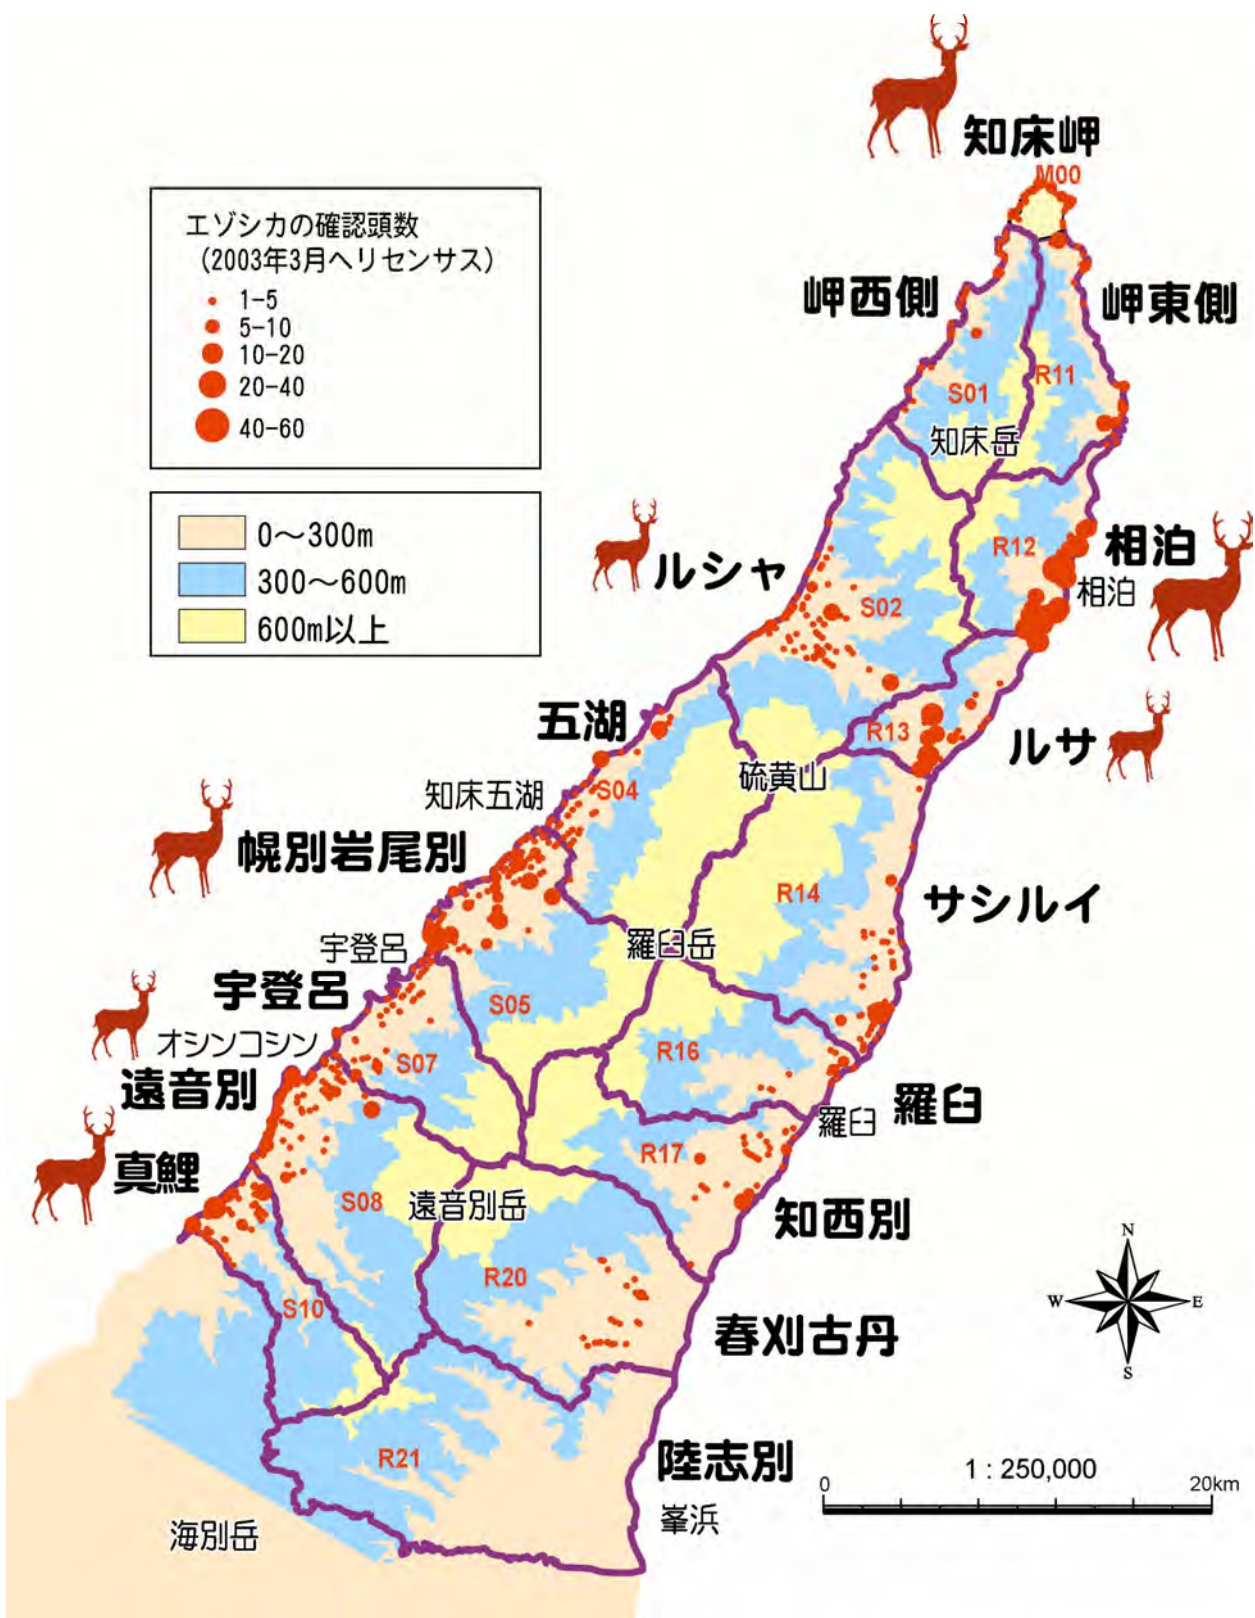 知床岬
M00
エゾシカの確認頭数
(2003年3月ヘリセンサス)
1-5
5-10
10-20
20-40
40-60
岬西側
岬東側
S01
R11
知床岳
0〜300m
300〜600m
600m以上
ルシャ
S02
R12
相泊
相泊
五湖
R13
ルサ
硫黄山
知床五湖
S04
幌別岩尾別
R14
サシルイ
宇登呂
羅臼岳
宇登呂
S05
オシンコシン
S07
R16
遠音別
羅臼
羅臼
真鯉
R17
S08
遠音別岳
知西別
R20
S10
春刈古丹
N
W
E
S
R21
陸志別
峯浜
海別岳
1 : 250,000
0
20km